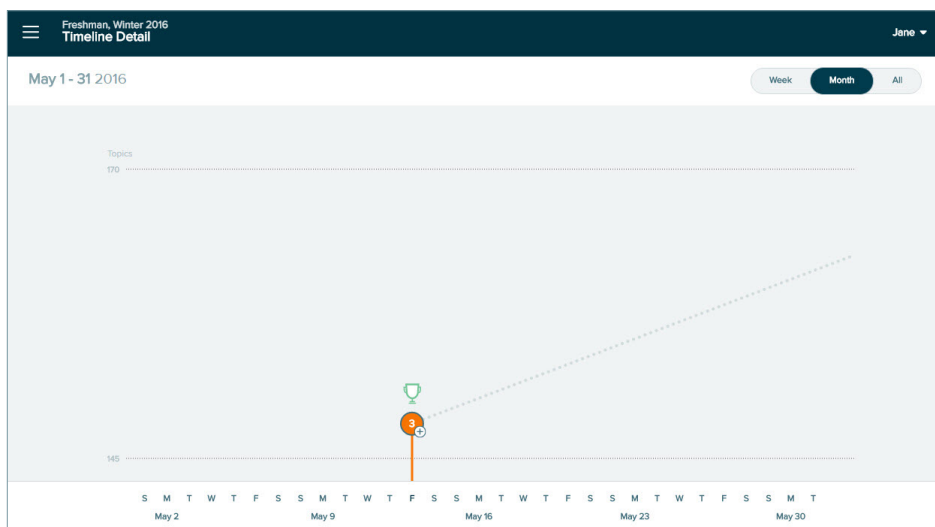 Freshman, Winter 2016
Timeline Detail
Jane
May 1 - 31 2016
Week Month All
Topics
170
3
145
S M T W T F S S M T W T F S S M T W T F S S M T W T F S S M T
May 2 May 9 May 16 May 23 May 30